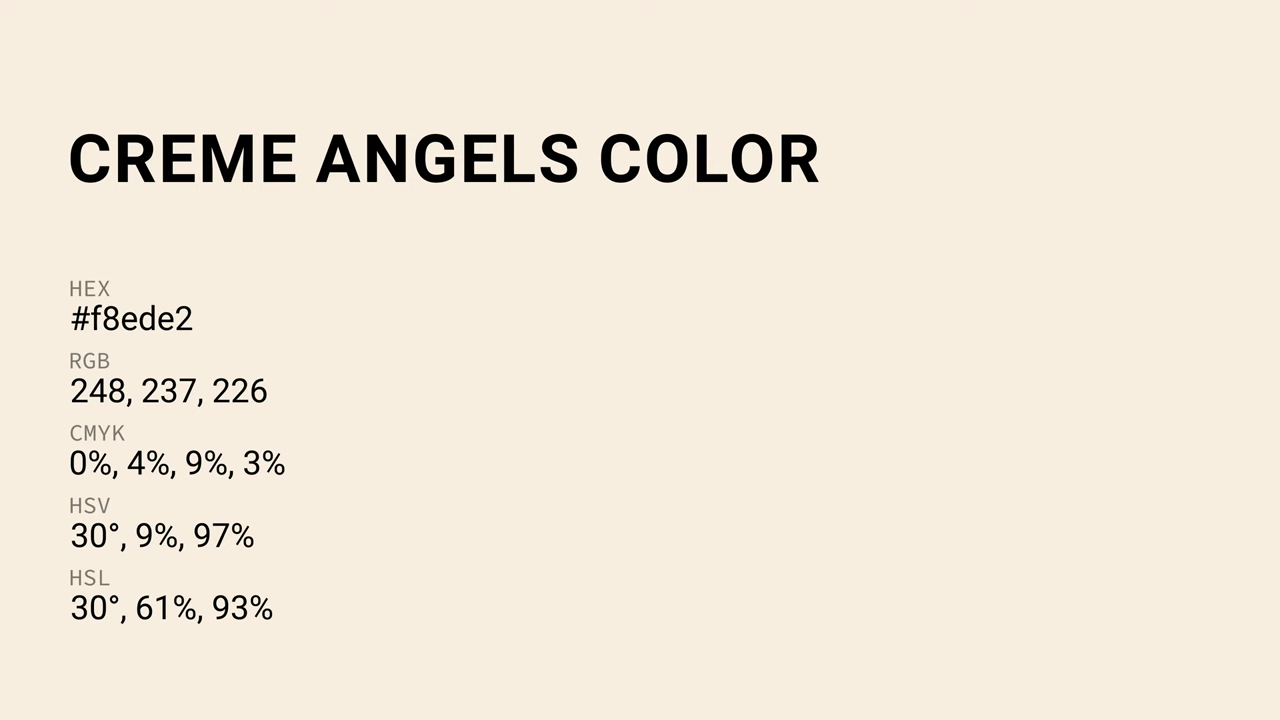 CREME ANGELS COLOR
HEX
#f8ede2
RGB
248, 237, 226
CMYK
0%, 4%, 9%, 3%
HSV
30°, 9%, 97%
HSL
30°, 61%, 93%